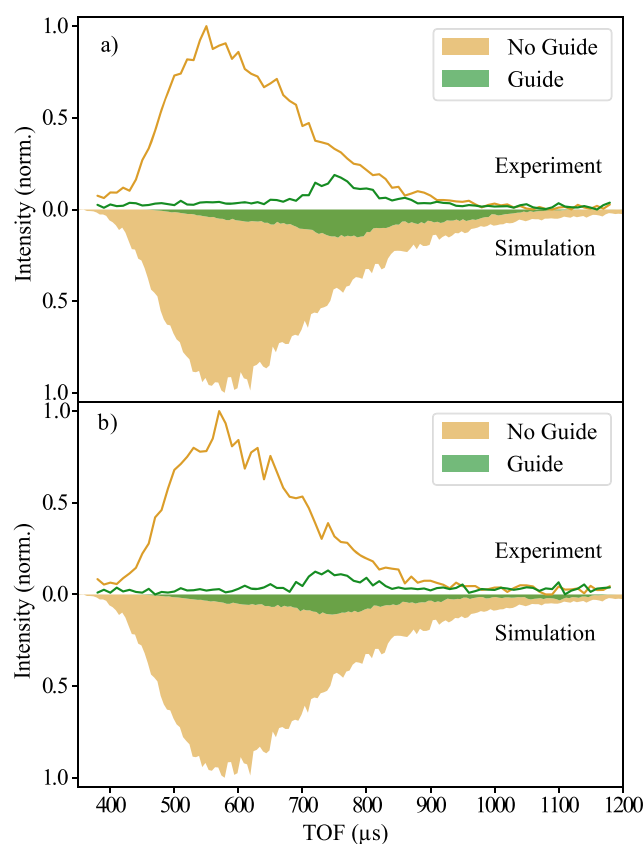 a)
No Guide
Guide
1.0
0.5
0.0
0.5
1.0
Intensity (norm.)
Experiment
Simulation
b)
No Guide
Guide
1.0
0.5
0.0
0.5
1.0
Intensity (norm.)
Experiment
Simulation
400 500 600 700 800 900 1000 1100 1200
TOF (µs)